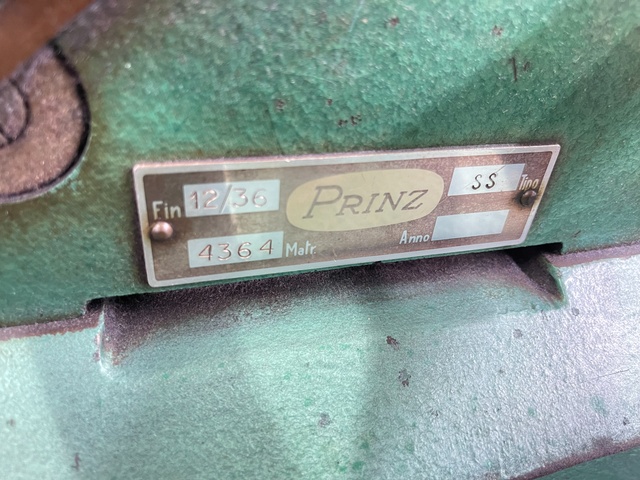 Fin 12/36 PRINZ SS Tipo
4364 Matr. Anno